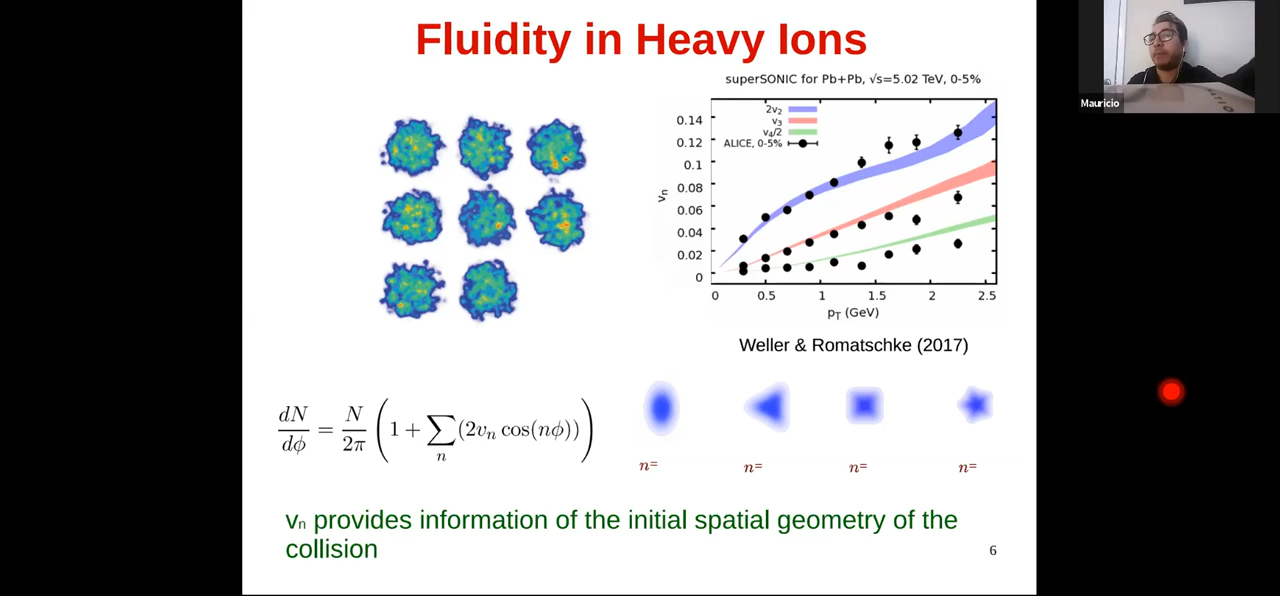 Fluidity in Heavy Ions
Mauricio
superSONIC for Pb+Pb, √s=5.02 TeV, 0-5%
2v₂
v₃
v₄/2
ALICE, 0-5%
vₙ
0.14
0.12
0.1
0.08
0.06
0.04
0.02
0
0 0.5 1 1.5 2 2.5
p_T (GeV)
Weller & Romatschke (2017)
dN/dϕ = N/2π (1 + ∑_n (2v_n cos(nϕ)))
n= n= n= n=
vₙ provides information of the initial spatial geometry of the
collision
6